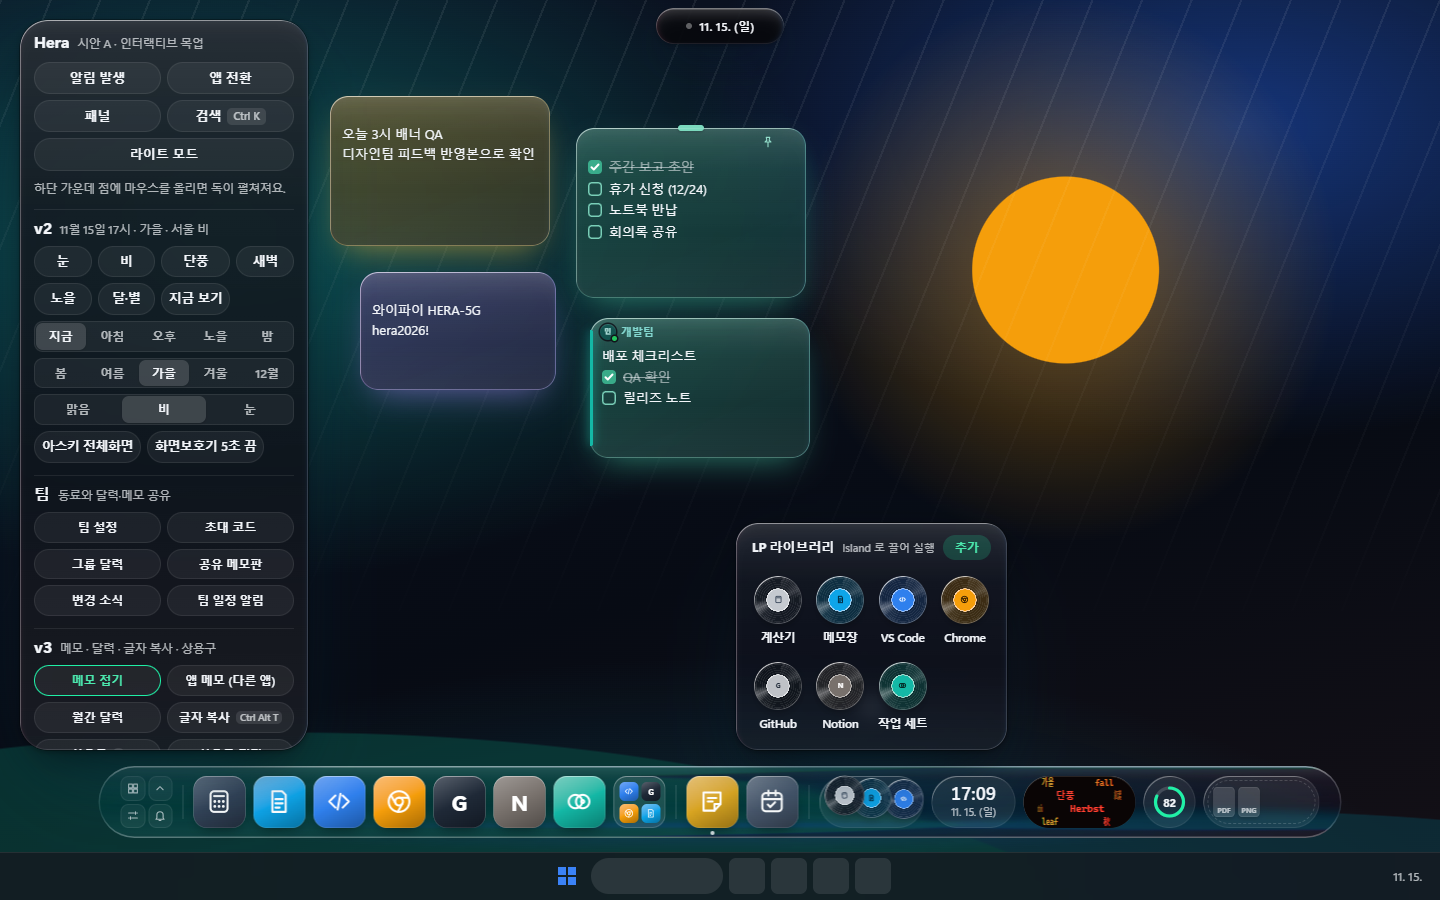 Hera 시안 A · 인터랙티브 목업
알림 발생
앱 전환
패널
검색 Ctrl K
라이트 모드
하단 가운데 점에 마우스를 올리면 독이 펼쳐져요.
v2 11월 15일 17시 · 가을 · 서울 비
눈
비
단풍
새벽
노을
달·별
지금 보기
지금 아침 오후 노을 밤
봄 여름 가을 겨울 12월
맑음 비 눈
아스키 전체화면
화면보호기 5초 끔
팀 동료와 달력·메모 공유
팀 설정
초대 코드
그룹 달력
공유 메모판
변경 소식
팀 일정 알림
v3 메모 · 달력 · 글자 복사 · 상용구
메모 접기
앱 메모 (다른 앱)
월간 달력
글자 복사 Ctrl Alt T
11. 15. (일)
오늘 3시 배너 QA
디자인팀 피드백 반영본으로 확인
주간 보고 초안
휴가 신청 (12/24)
노트북 반납
회의록 공유
와이파이 HERA-5G
hera2026!
민 개발팀
배포 체크리스트
QA 확인
릴리즈 노트
LP 라이브러리 Island 로 끌어 실행 추가
계산기
메모장
VS Code
Chrome
G
GitHub
N
Notion
작업 세트
G
N
G
17:09
11. 15. (일)
가을 fall
단풍
Herbst
leaf 秋
82
PDF
PNG
11. 15.